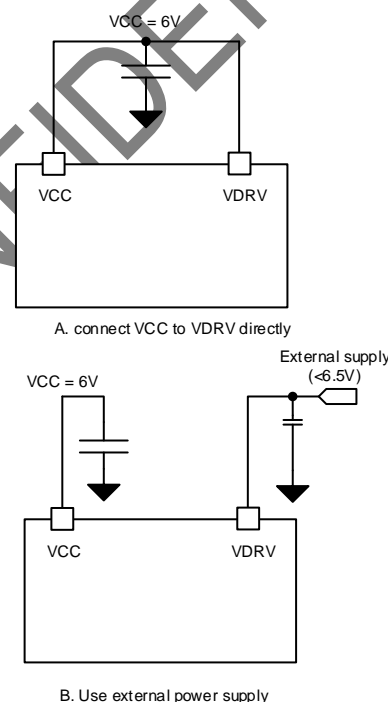 VCC = 6V
VCC
VDRV
A. connect VCC to VDRV directly
External supply
(<6.5V)
VCC = 6V
VCC
VDRV
B. Use external power supply